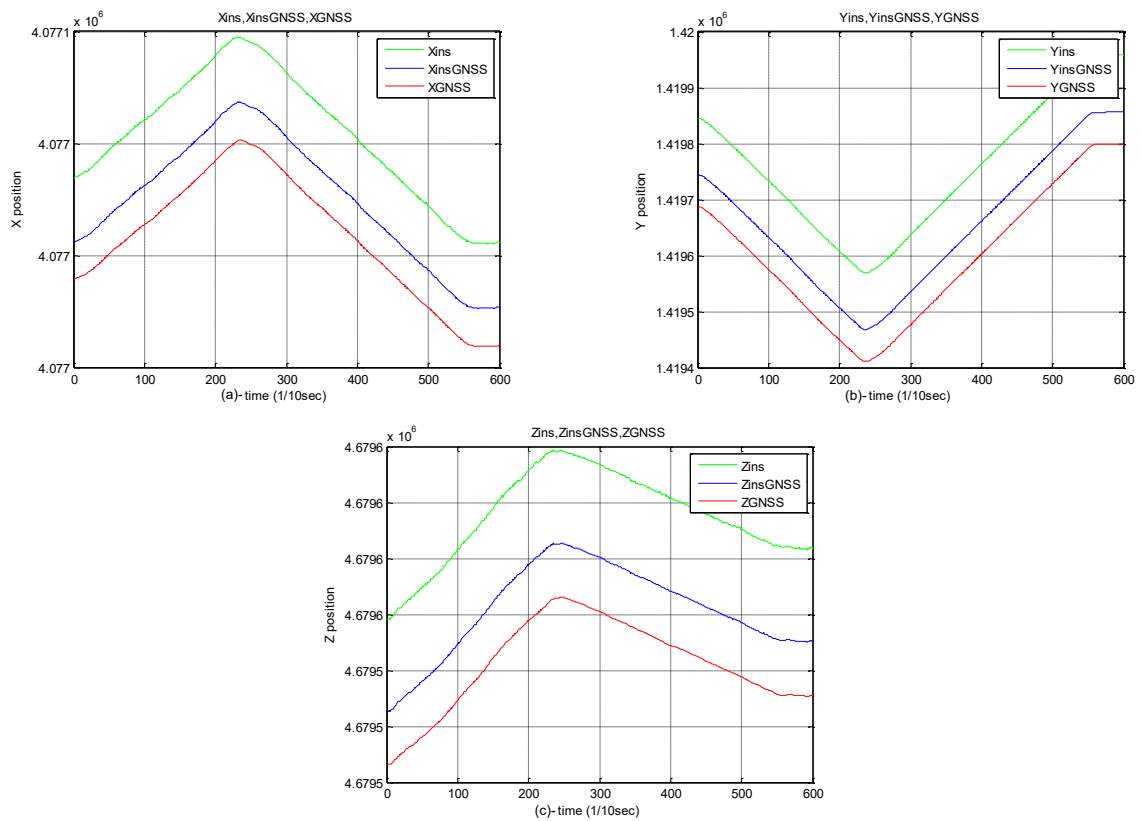 x 10^6
Xins,XinsGNSS,XGNSS
4.0771
4.077
4.077
4.077
X position
Xins
XinsGNSS
XGNSS
0 100 200 300 400 500 600
(a)- time (1/10sec)
x 10^6
Yins,YinsGNSS,YGNSS
1.42
1.4199
1.4198
1.4197
1.4196
1.4195
1.4194
Y position
Yins
YinsGNSS
YGNSS
0 100 200 300 400 500 600
(b)- time (1/10sec)
x 10^6
Zins,ZinsGNSS,ZGNSS
4.6796
4.6796
4.6796
4.6796
4.6795
4.6795
4.6795
Z position
Zins
ZinsGNSS
ZGNSS
0 100 200 300 400 500 600
(c)- time (1/10sec)